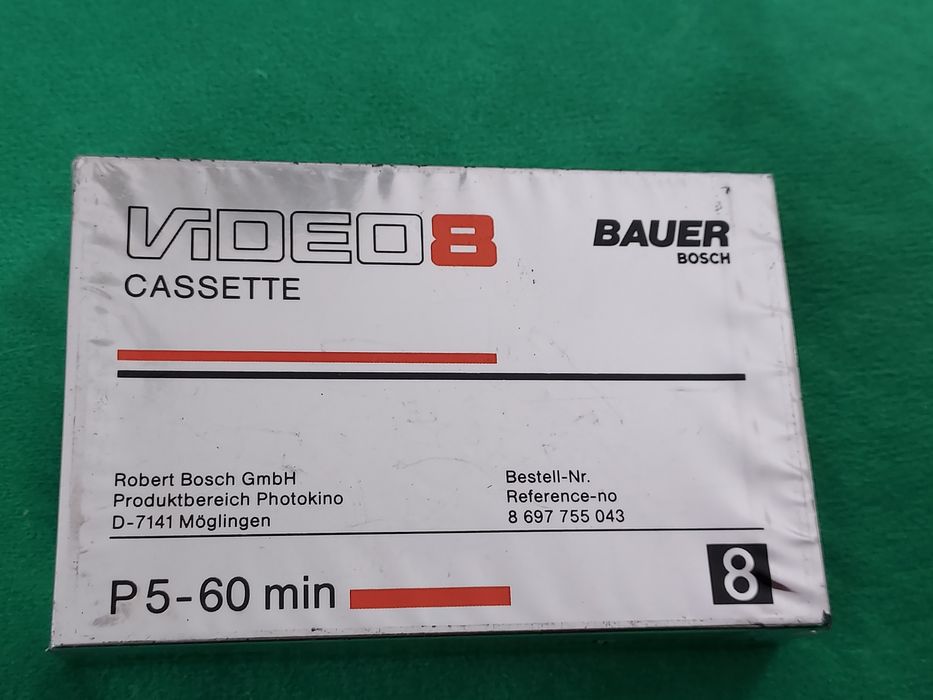 ViDEO8
BAUER
BOSCH
CASSETTE
Robert Bosch GmbH
Produktbereich Photokino
D-7141 Möglingen
Bestell-Nr.
Reference-no
8 697 755 043
P5-60 min
8